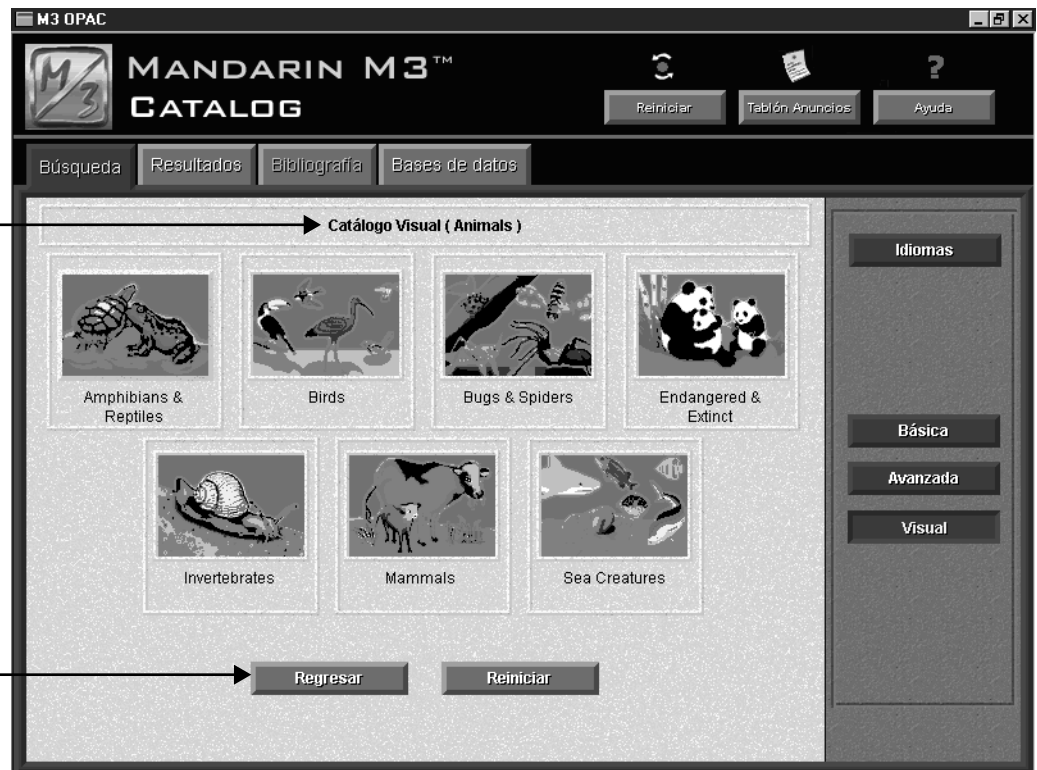 M3 OPAC
M/3
MANDARIN M3™
CATALOG
?
Reiniciar
Tablón Anuncios
Ayuda
Búsqueda
Resultados
Bibliografía
Bases de datos
Catálogo Visual ( Animals )
Idiomas
Amphibians &
Reptiles
Birds
Bugs & Spiders
Endangered &
Extinct
Básica
Avanzada
Visual
Invertebrates
Mammals
Sea Creatures
Regresar
Reiniciar